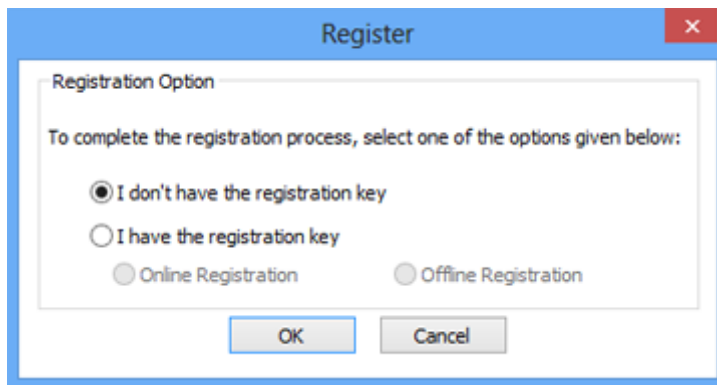 Register
Registration Option
To complete the registration process, select one of the options given below:
I don't have the registration key
I have the registration key
Online Registration Offline Registration
OK Cancel